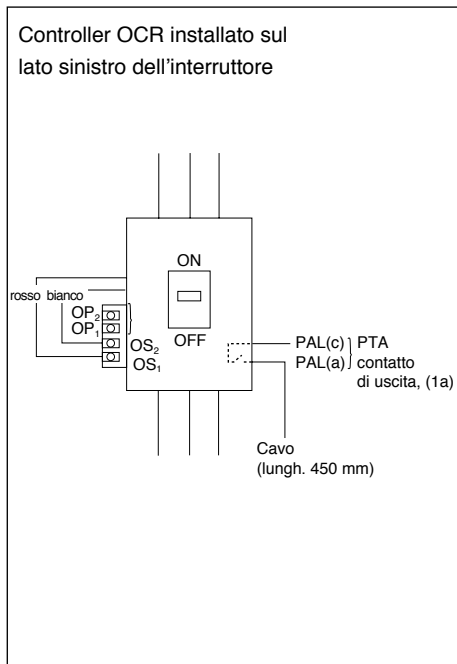 Controller OCR installato sul
lato sinistro dell'interruttore
ON
rosso bianco
OP2
OP1
OFF
OS2
OS1
PAL(c) PTA
PAL(a) contatto
di uscita, (1a)
Cavo
(lungh. 450 mm)